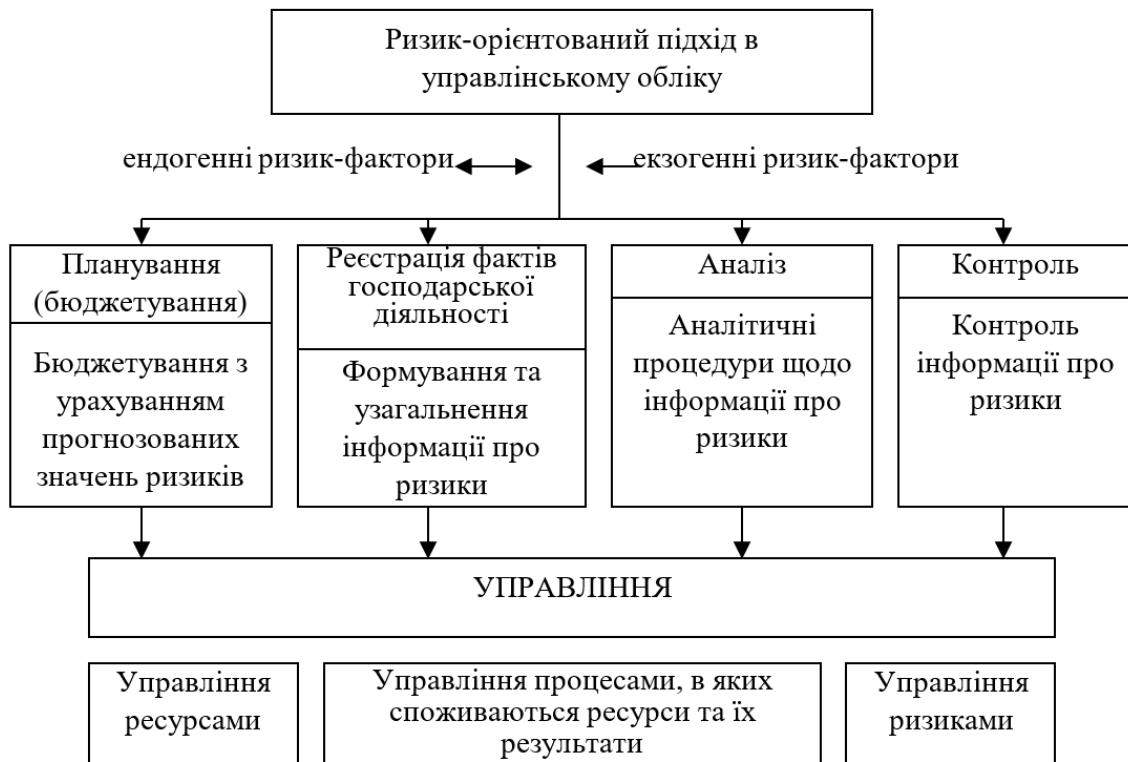 Ризик-орієнтований підхід в
управлінському обліку
ендогенні ризик-фактори
екзогенні ризик-фактори
Планування
(бюджетування)
Бюджетування з
урахуванням
прогнозованих
значень ризиків
Реєстрація фактів
господарської
діяльності
Формування та
узагальнення
інформації про
ризики
Аналіз
Аналітичні
процедури щодо
інформації про
ризики
Контроль
Контроль
інформації про
ризики
УПРАВЛІННЯ
Управління
ресурсами
Управління процесами, в яких
споживаються ресурси та їх
результати
Управління
ризиками